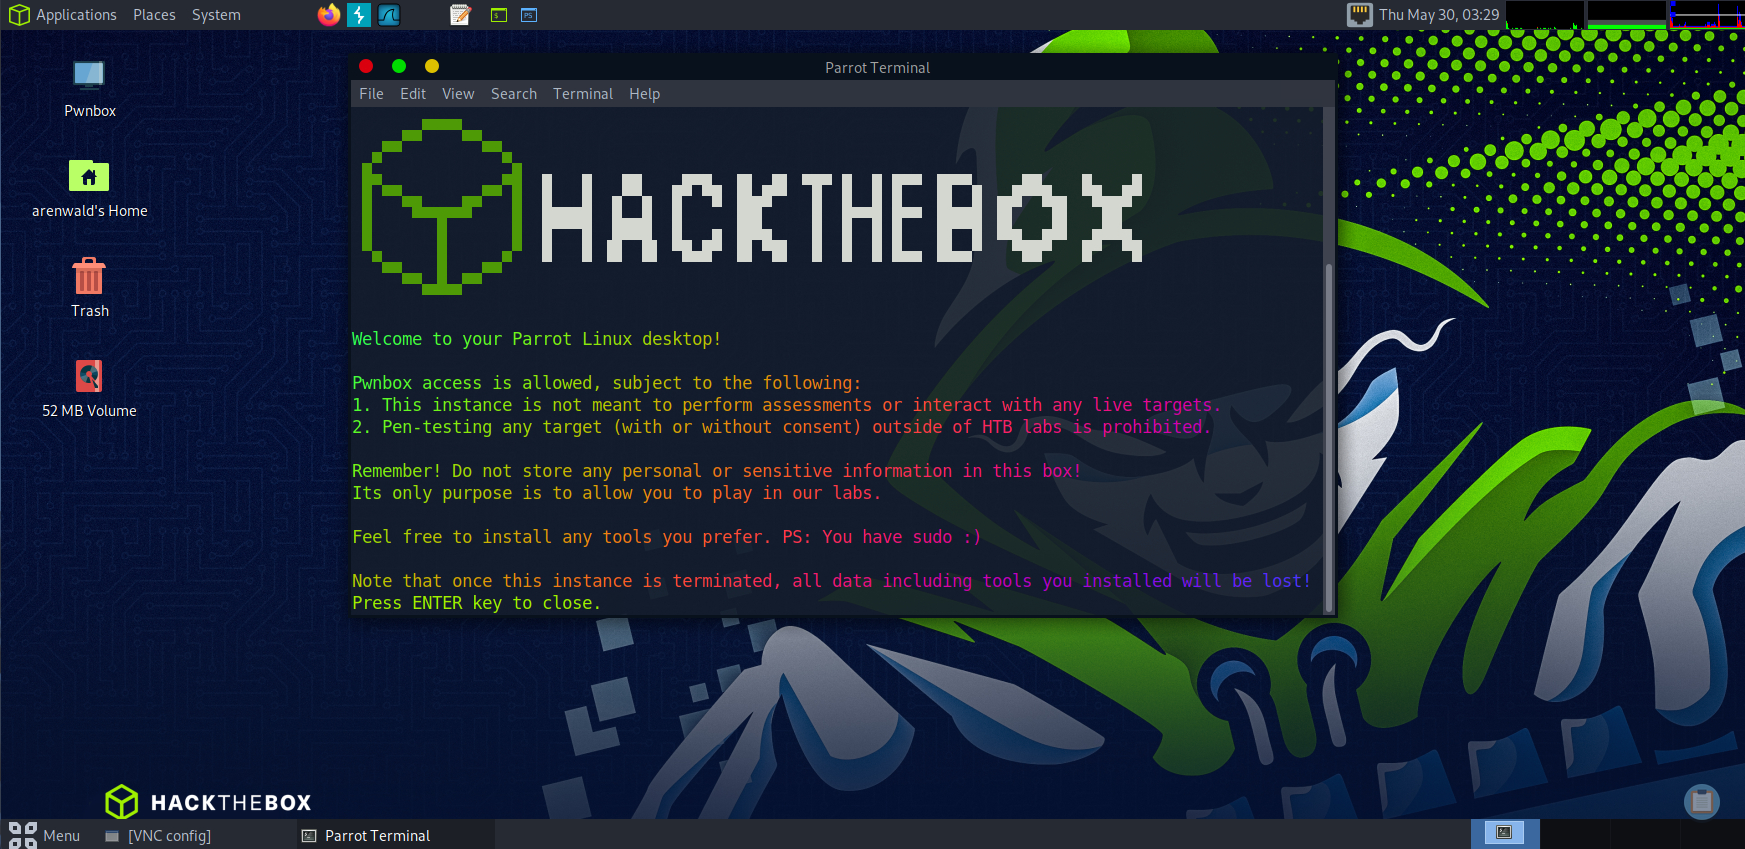 Applications Places System
Thu May 30, 03:29
Pwnbox
arenwald's Home
Trash
52 MB Volume
Parrot Terminal
File Edit View Search Terminal Help
HACKTHEBOX
Welcome to your Parrot Linux desktop!
Pwnbox access is allowed, subject to the following:
1. This instance is not meant to perform assessments or interact with any live targets.
2. Pen-testing any target (with or without consent) outside of HTB labs is prohibited.
Remember! Do not store any personal or sensitive information in this box!
Its only purpose is to allow you to play in our labs.
Feel free to install any tools you prefer. PS: You have sudo :)
Note that once this instance is terminated, all data including tools you installed will be lost!
Press ENTER key to close.
HACKTHEBOX
Menu [VNC config] Parrot Terminal